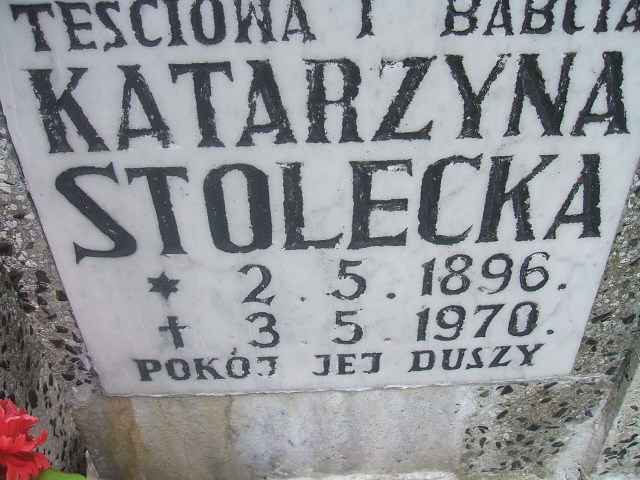 TEŚCIOWA I BABCIA
KATARZYNA
STOLECKA
* 2.5.1896.
† 3.5.1970.
POKÓJ JEJ DUSZY